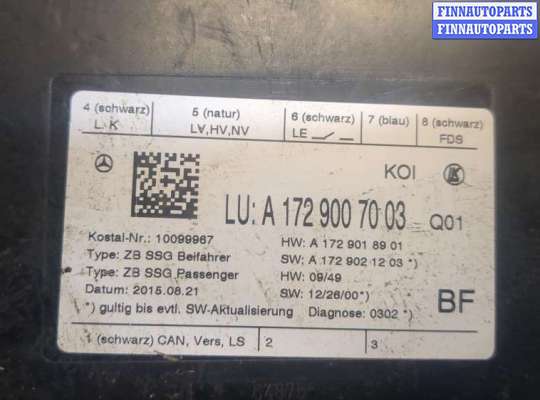 FINNAUTOPARTS
FINNAUTOPARTS
4 (schwarz) 5 (natur) 6 (schwarz) 7 (blau) 8 (schwarz)
L, K LV,HV,NV LE FDS
KOI
LU: A 172 900 70 03 Q01
Kostal-Nr.: 10099967 HW: A 172 901 89 01
Type: ZB SSG Beifahrer SW: A 172 902 12 03 *)
Type: ZB SSG Passenger HW: 09/49
Datum: 2015.08.21 SW: 12/26/00 *) BF
*) gultig bis evtl. SW-Aktualisierung Diagnose: 0302 *)
1 (schwarz) CAN, Vers, LS 2 3